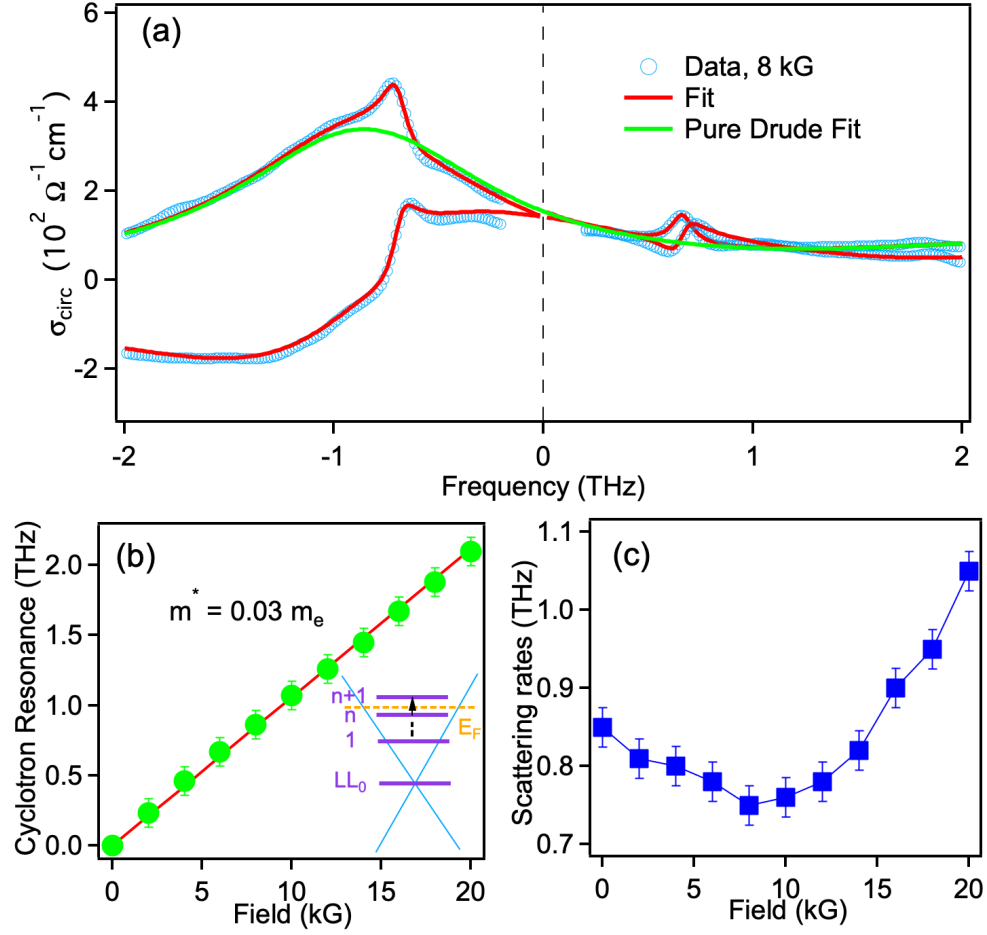 (a)
6
4
2
0
-2
σcirc (10² Ω⁻¹ cm⁻¹)
Data, 8 kG
Fit
Pure Drude Fit
-2 -1 0 1 2
Frequency (THz)
(b)
m* = 0.03 me
2.0
1.5
1.0
0.5
0.0
Cyclotron Resonance (THz)
n+1
n
EF
1
LL0
0 5 10 15 20
Field (kG)
(c)
1.1
1.0
0.9
0.8
0.7
Scattering rates (THz)
0 5 10 15 20
Field (kG)